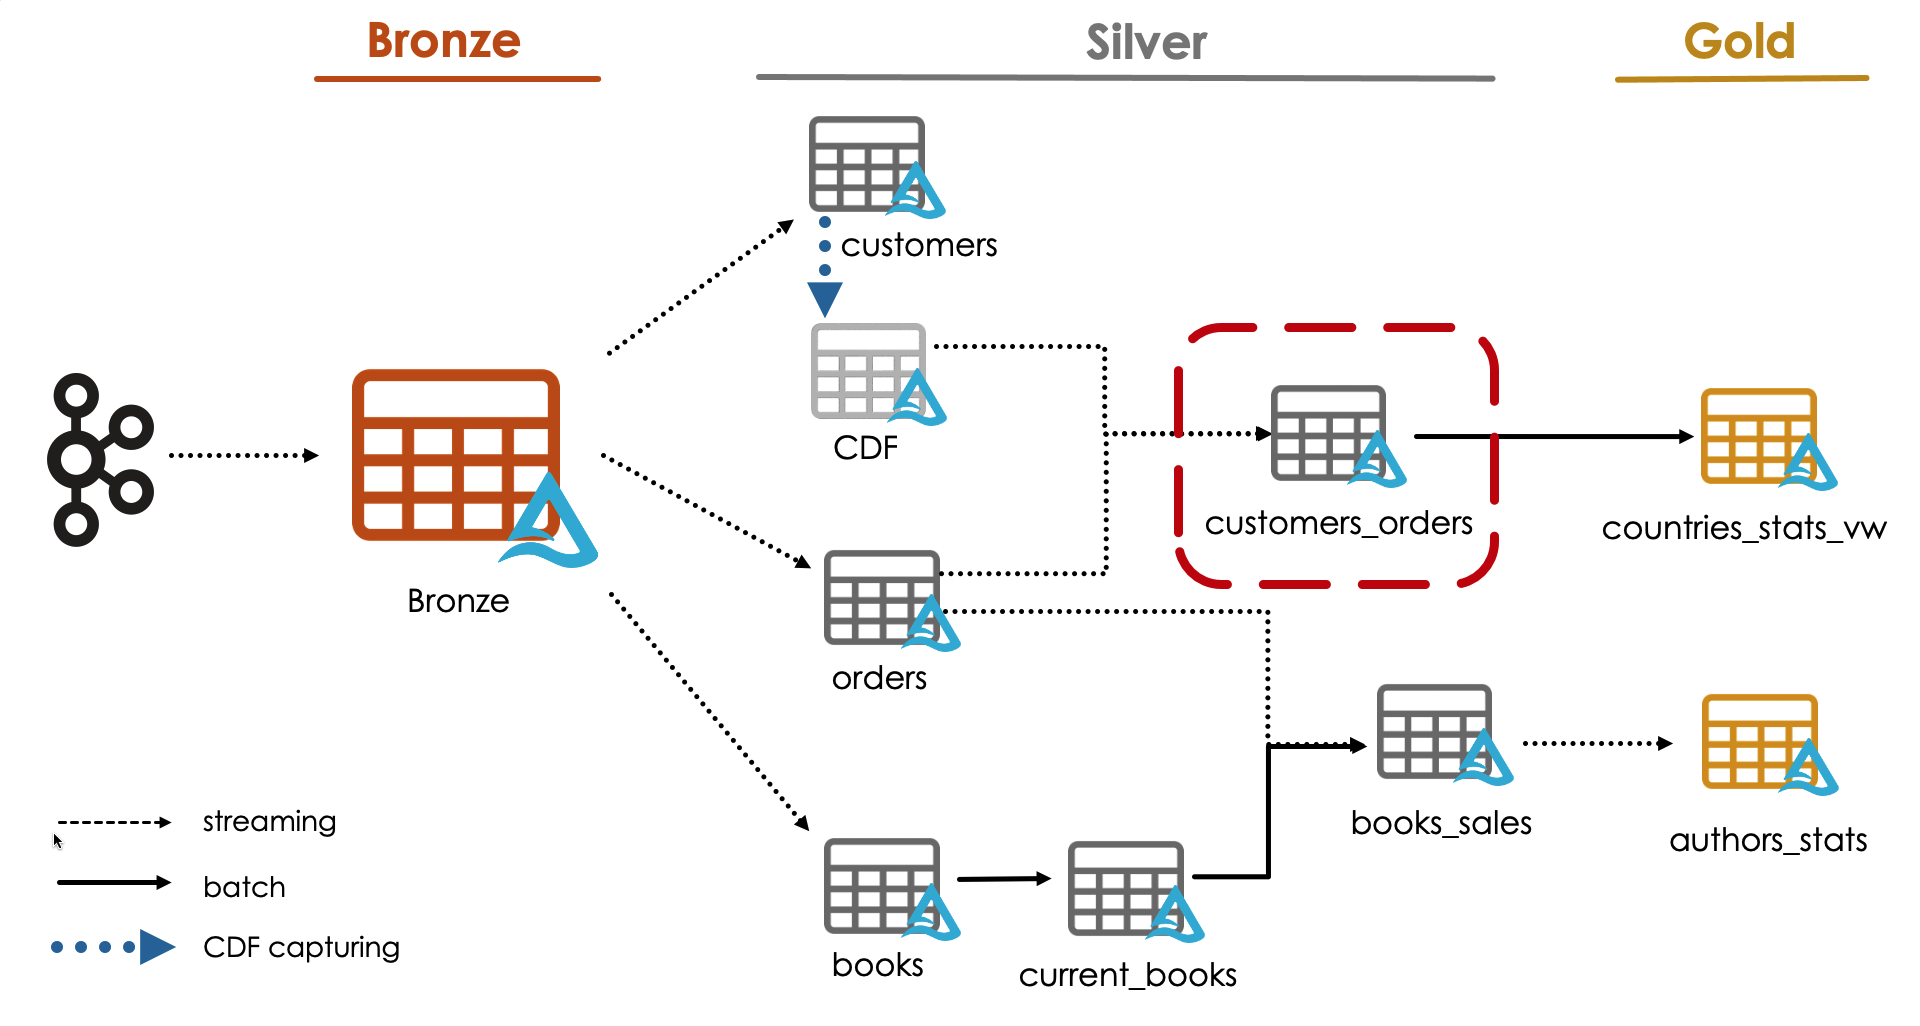 Bronze
Silver
Gold
customers
CDF
customers_orders
countries_stats_vw
Bronze
orders
books_sales
authors_stats
books
current_books
streaming
batch
CDF capturing